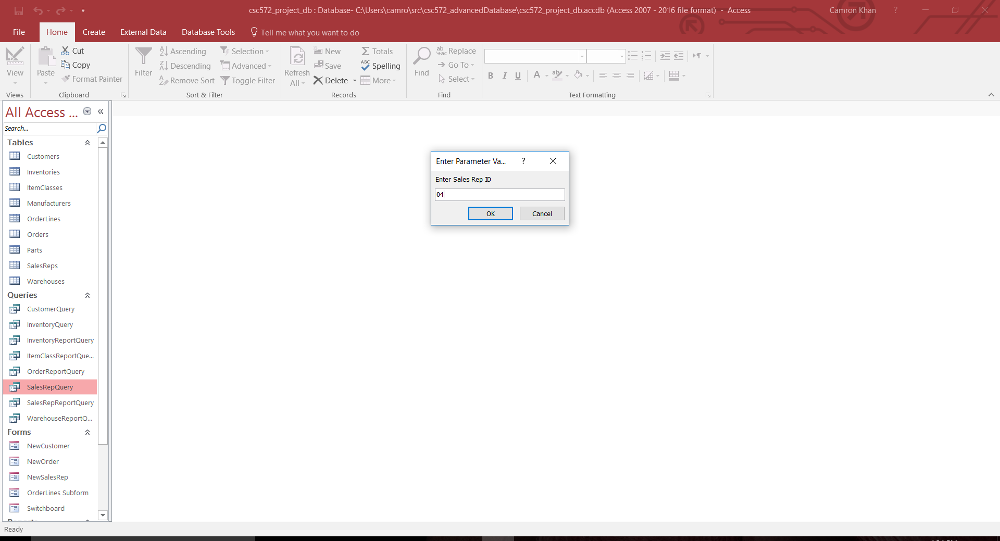 csc572_project_db : Database- C:\Users\camro\src\csc572_advancedDatabase\csc572_project_db.accdb (Access 2007 - 2016 file format) - Access
Camron Khan
?
File
Home
Create
External Data
Database Tools
Tell me what you want to do
View
Views
Paste
Cut
Copy
Format Painter
Clipboard
Filter
Ascending
Descending
Remove Sort
Selection
Advanced
Toggle Filter
Sort & Filter
Refresh
All
New
Save
Delete
Totals
Spelling
More
Records
Find
Replace
Go To
Select
Find
B I U A
Text Formatting
All Access ...
Search...
Tables
Customers
Inventories
ItemClasses
Manufacturers
OrderLines
Orders
Parts
SalesReps
Warehouses
Queries
CustomerQuery
InventoryQuery
InventoryReportQuery
ItemClassReportQue...
OrderReportQuery
SalesRepQuery
SalesRepReportQuery
WarehouseReportQ...
Forms
NewCustomer
NewOrder
NewSalesRep
OrderLines Subform
Switchboard
Reports
Enter Parameter Va...
?
Enter Sales Rep ID
04
OK
Cancel
Ready